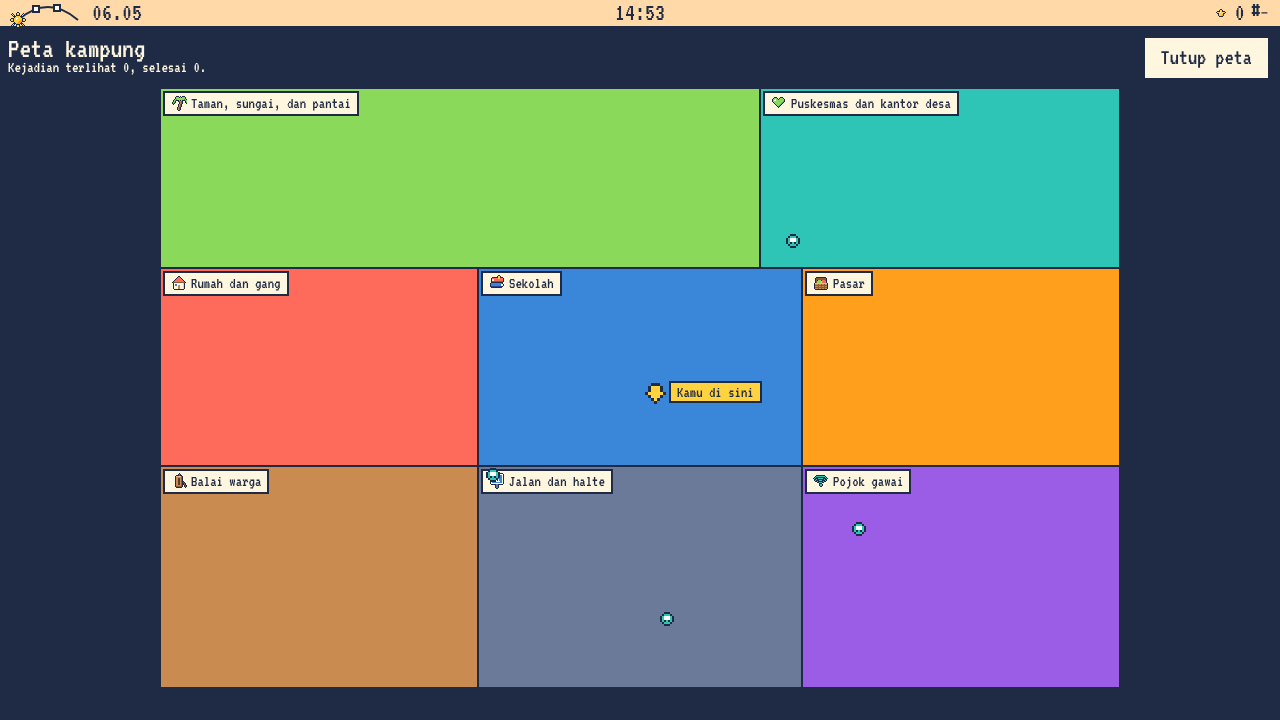 06.05
14:53
0 #-
Peta kampung
Kejadian terlihat 0, selesai 0.
Tutup peta
Taman, sungai, dan pantai
Puskesmas dan kantor desa
Rumah dan gang
Sekolah
Pasar
Kamu di sini
Balai warga
Jalan dan halte
Pojok gawai